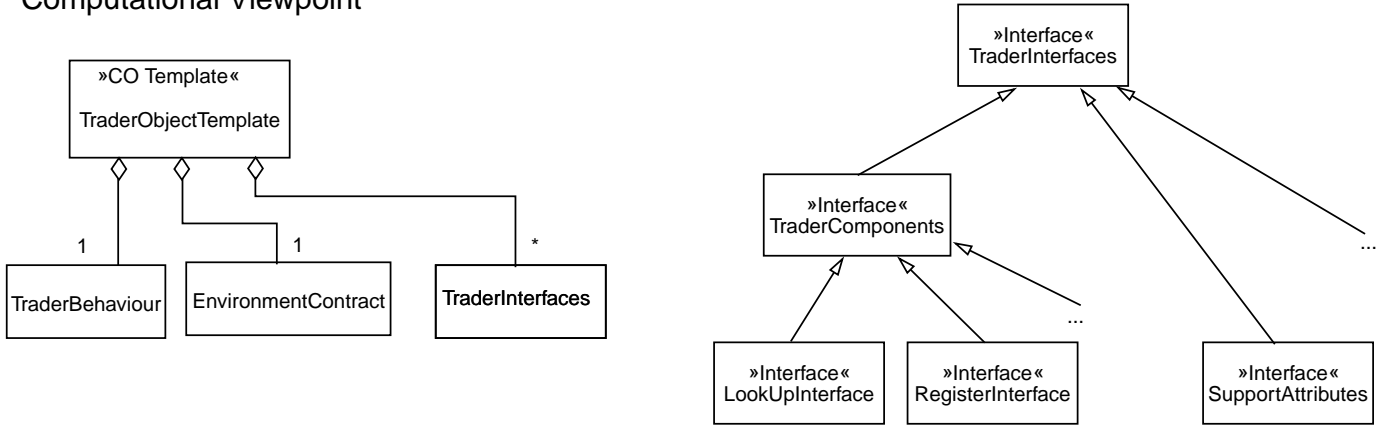 Computational Viewpoint
»CO Template«
TraderObjectTemplate
1
1
*
TraderBehaviour
EnvironmentContract
TraderInterfaces
»Interface«
TraderInterfaces
»Interface«
TraderComponents
...
...
»Interface«
LookUpInterface
»Interface«
RegisterInterface
»Interface«
SupportAttributes